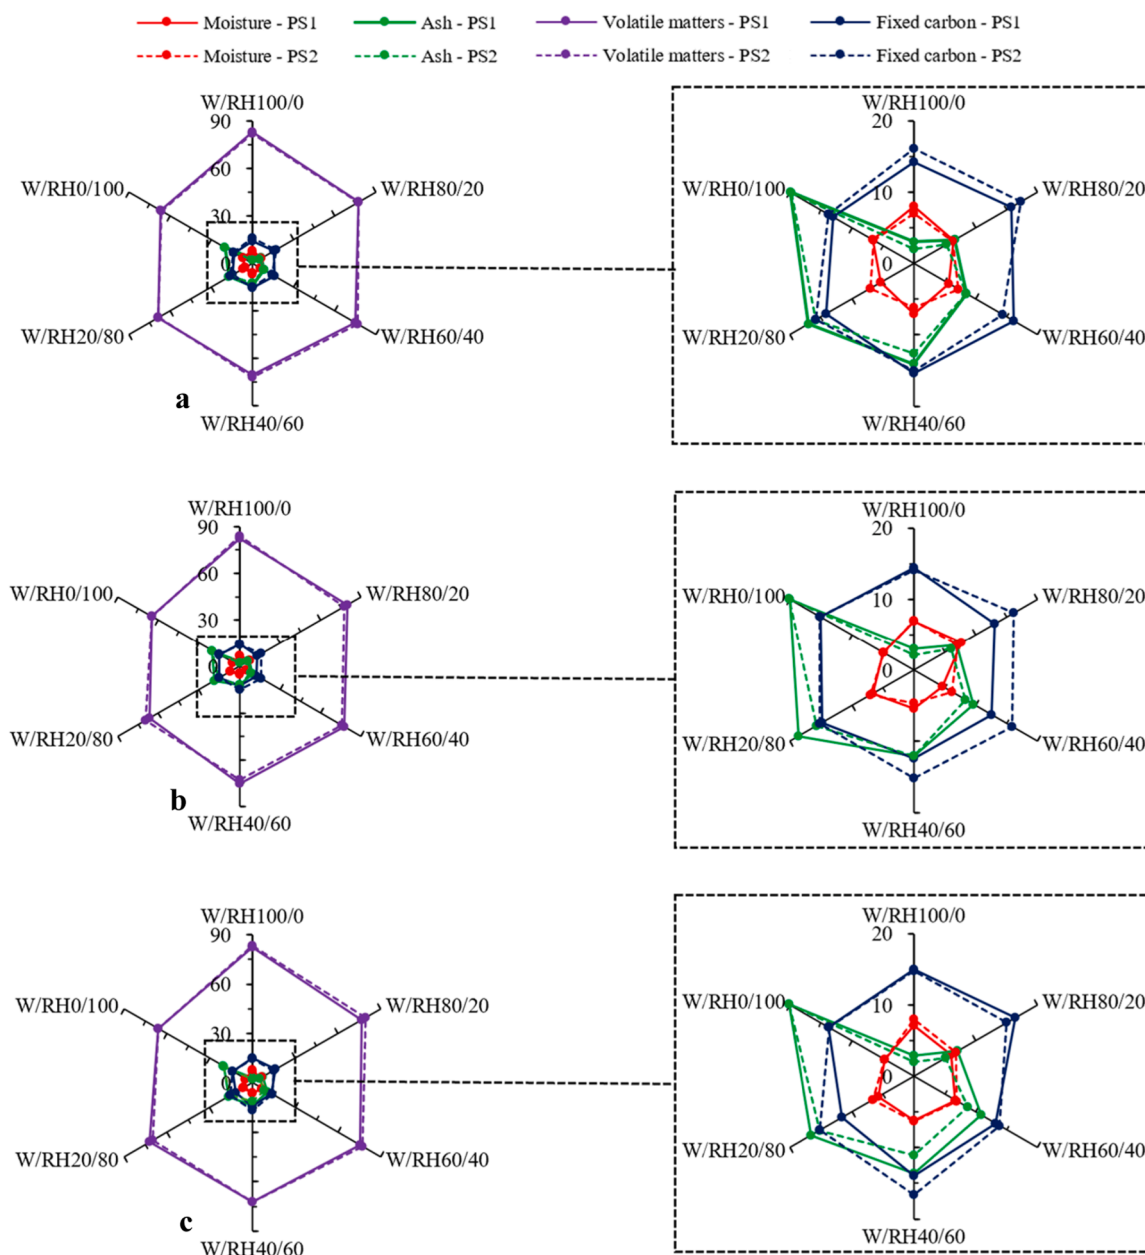 Moisture - PS1 Ash - PS1 Volatile matters - PS1 Fixed carbon - PS1
Moisture - PS2 Ash - PS2 Volatile matters - PS2 Fixed carbon - PS2
W/RH100/0 W/RH100/0
90 20
W/RH0/100 60 W/RH80/20 W/RH0/100 10 W/RH80/20
30
0 0
W/RH20/80 W/RH60/40 W/RH20/80 W/RH60/40
a
W/RH40/60 W/RH40/60
W/RH100/0 W/RH100/0
90 20
W/RH0/100 60 W/RH80/20 W/RH0/100 10 W/RH80/20
30
0 0
W/RH20/80 W/RH60/40 W/RH20/80 W/RH60/40
b
W/RH40/60 W/RH40/60
W/RH100/0 W/RH100/0
90 20
W/RH0/100 60 W/RH80/20 W/RH0/100 10 W/RH80/20
30
0 0
W/RH20/80 W/RH60/40 W/RH20/80 W/RH60/40
c
W/RH40/60 W/RH40/60